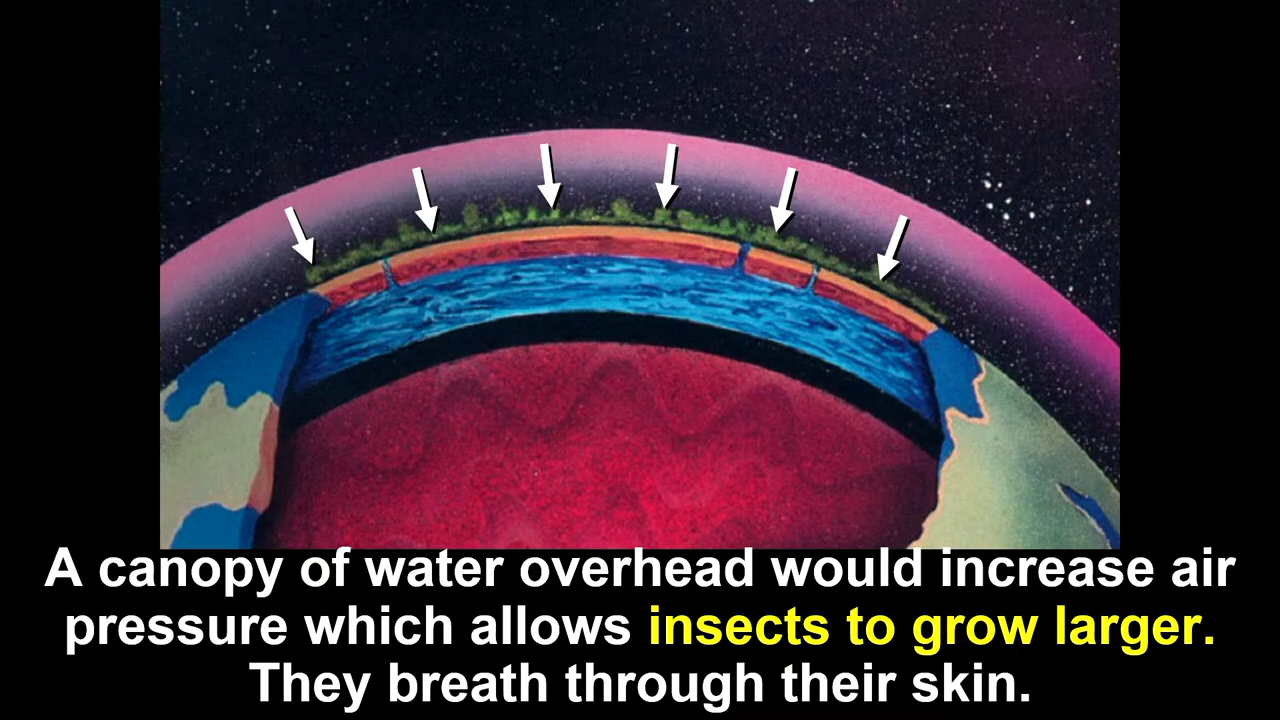 A canopy of water overhead would increase air
pressure which allows insects to grow larger.
They breath through their skin.